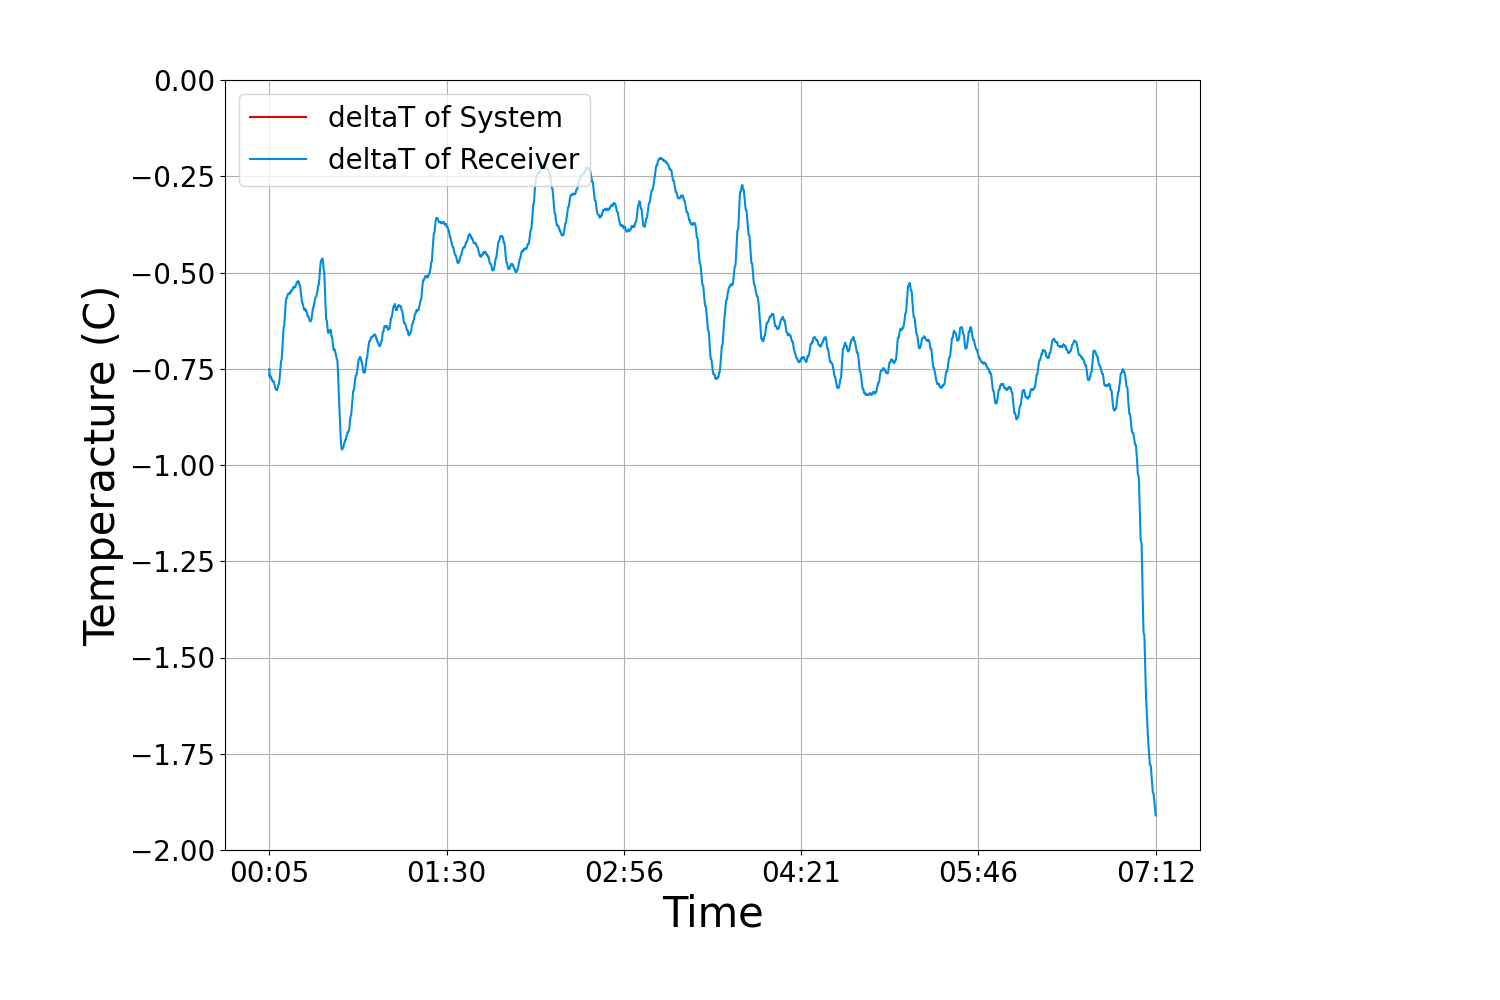 0.00
−0.25
−0.50
−0.75
−1.00
−1.25
−1.50
−1.75
−2.00
Temperacture (C)
deltaT of System
deltaT of Receiver
00:05 01:30 02:56 04:21 05:46 07:12
Time